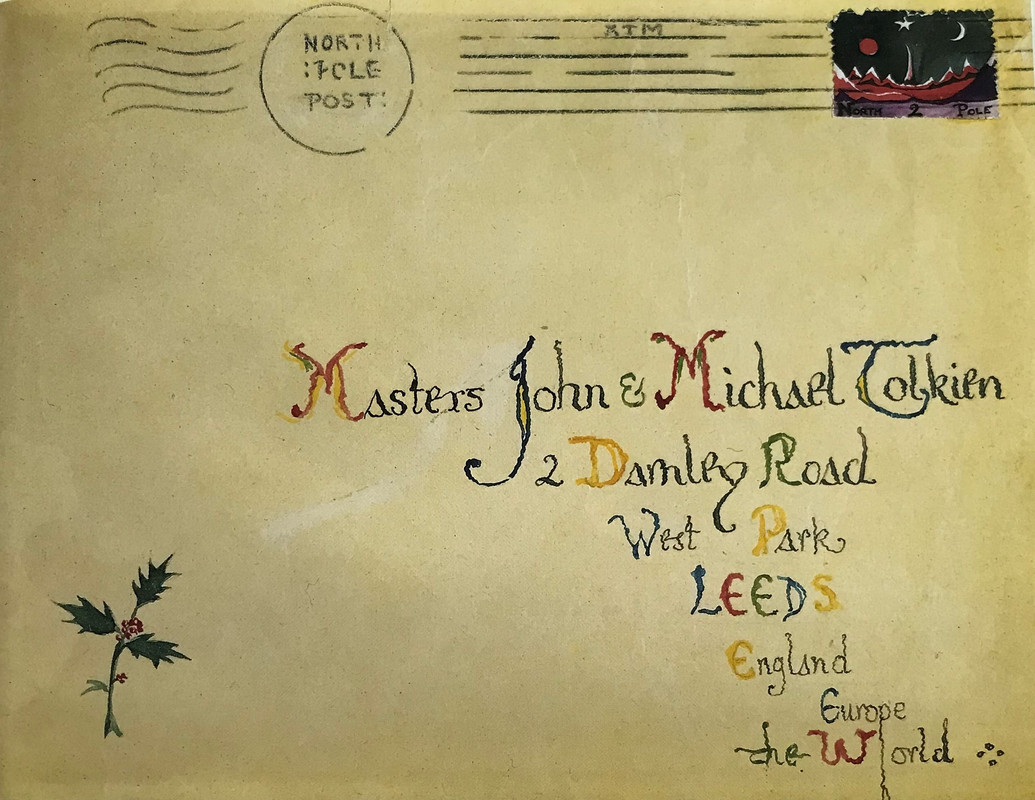 NORTH
POLE
POST:
NORTH 2 POLE
Masters John & Michael Tolkien
2 Darnley Road
West Park
LEEDS
England
Europe
the World